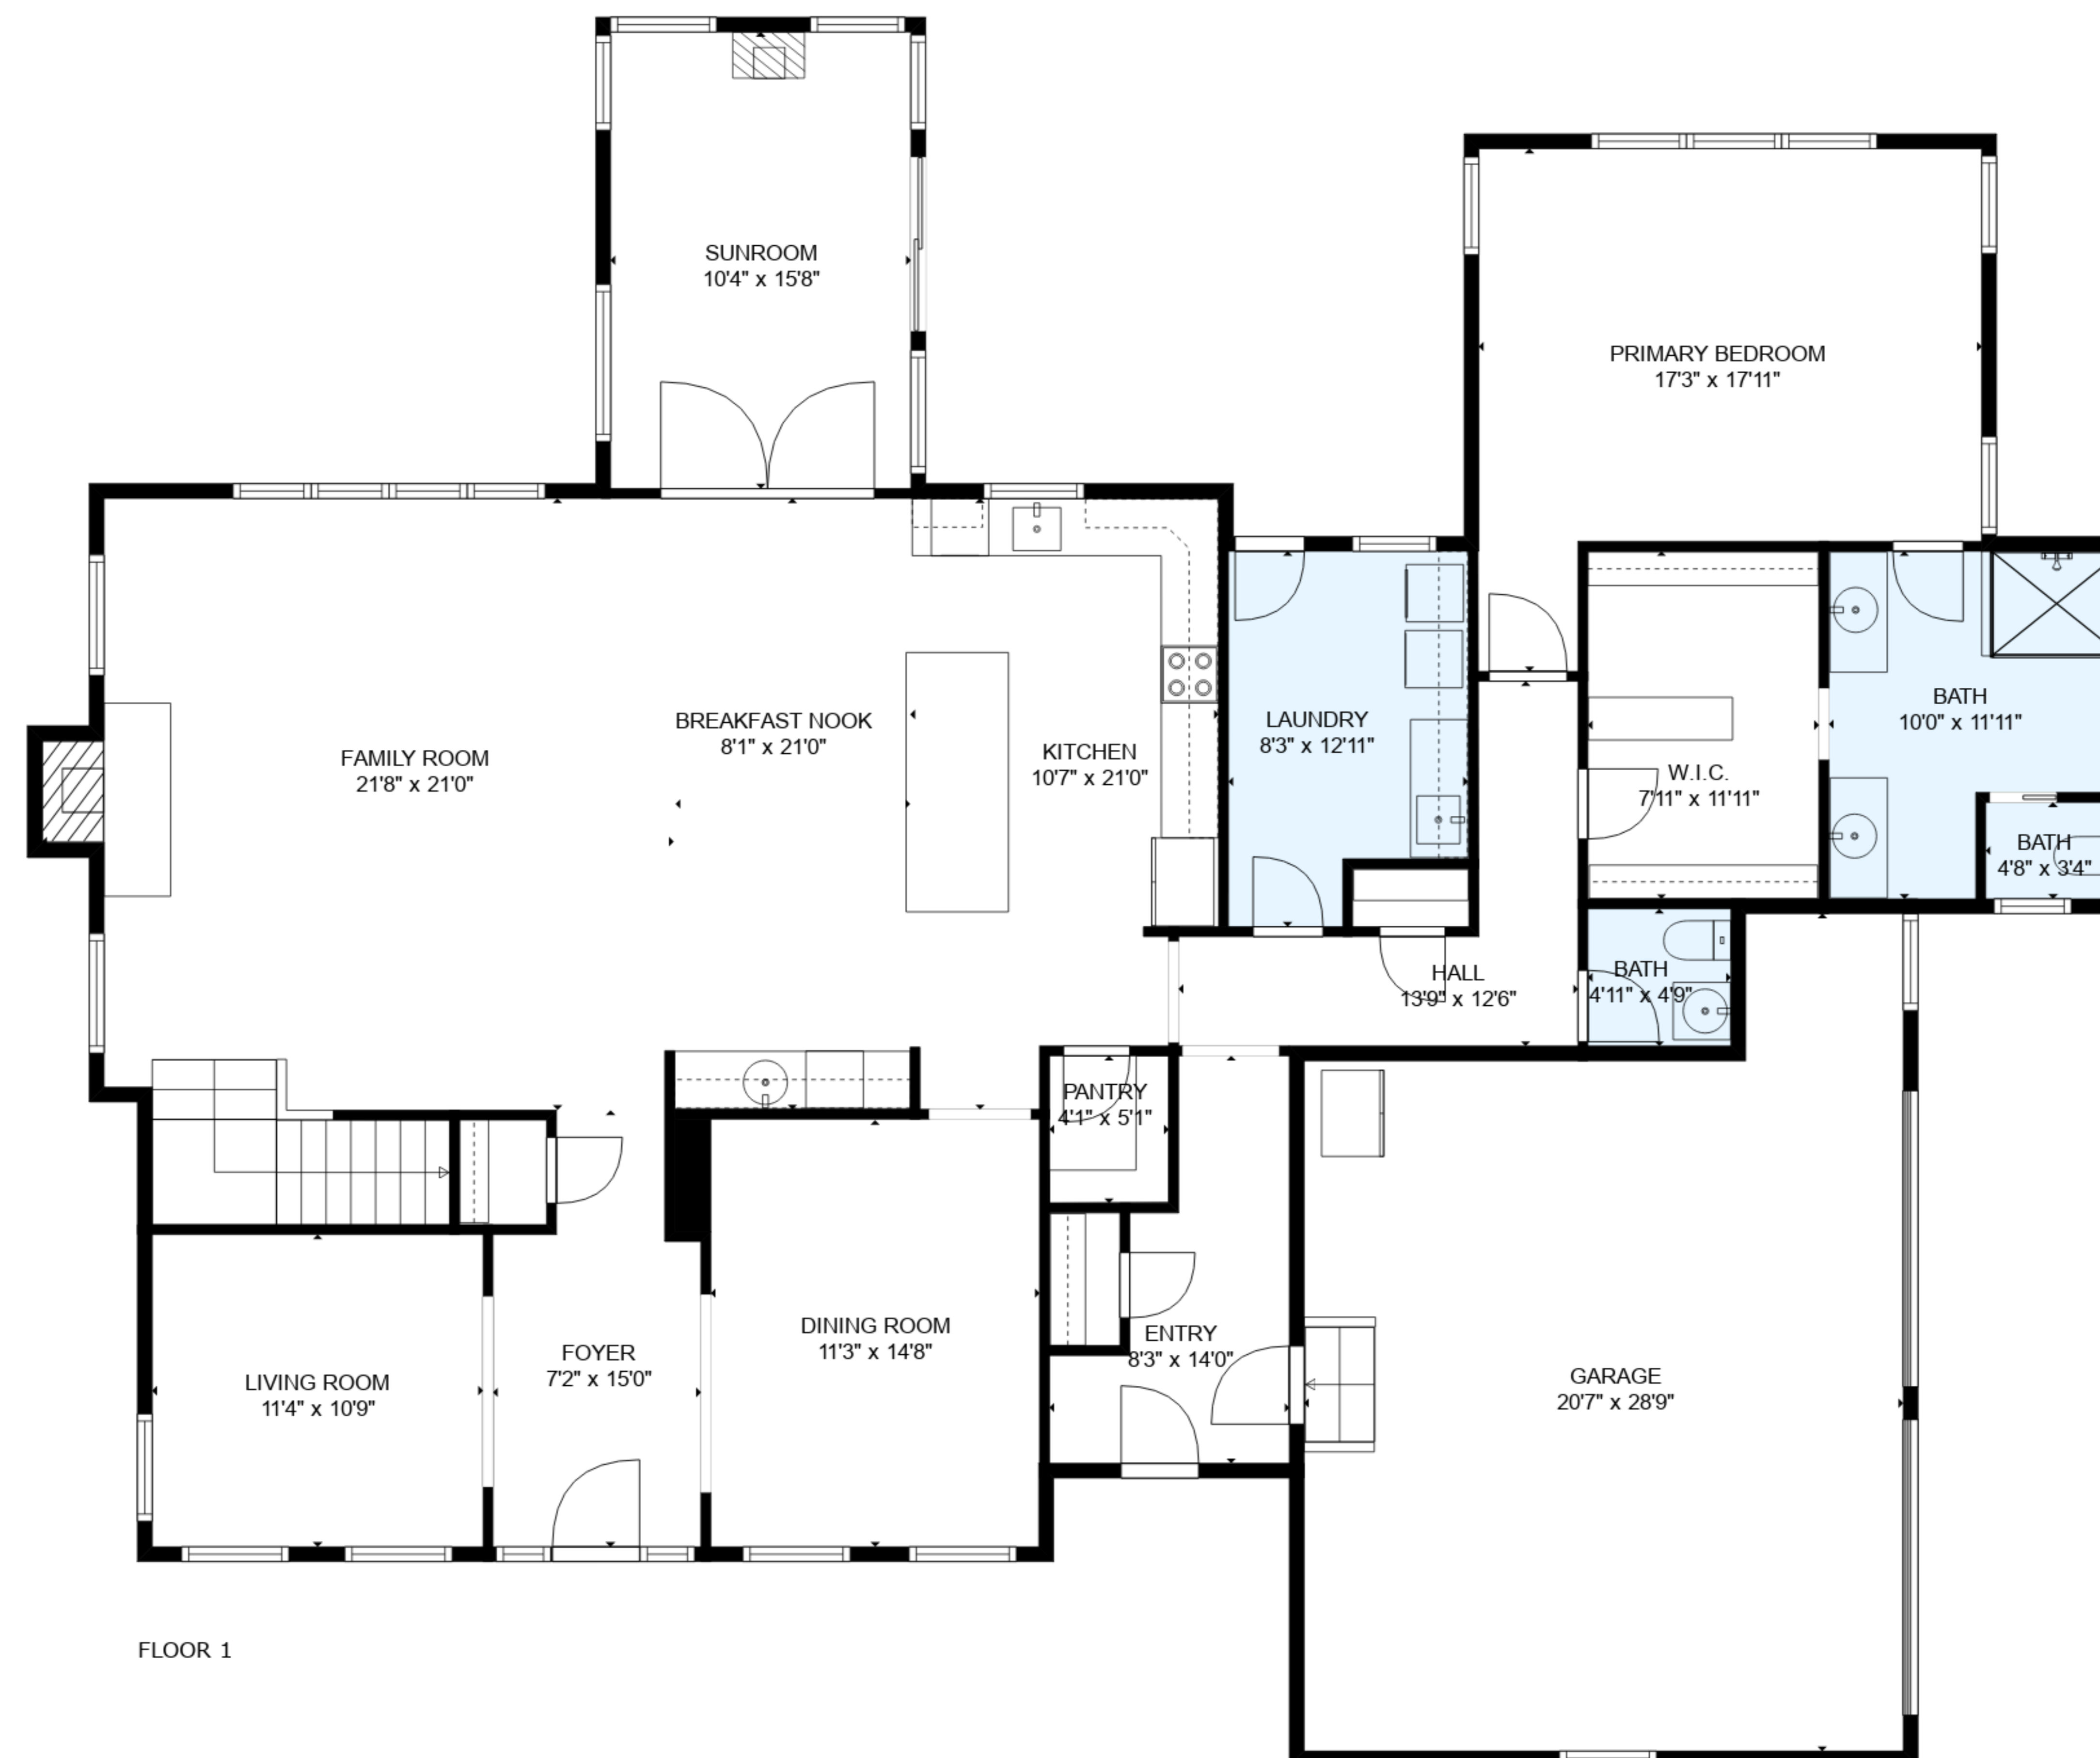 SUNROOM
10'4" x 15'8"
PRIMARY BEDROOM
17'3" x 17'11"
FAMILY ROOM
21'8" x 21'0"
BREAKFAST NOOK
8'1" x 21'0"
KITCHEN
10'7" x 21'0"
LAUNDRY
8'3" x 12'11"
W.I.C.
7'11" x 11'11"
BATH
10'0" x 11'11"
BATH
4'8" x 3'4"
HALL
13'9" x 12'6"
BATH
4'11" x 4'9"
PANTRY
4'1" x 5'1"
LIVING ROOM
11'4" x 10'9"
FOYER
7'2" x 15'0"
DINING ROOM
11'3" x 14'8"
ENTRY
8'3" x 14'0"
GARAGE
20'7" x 28'9"
FLOOR 1